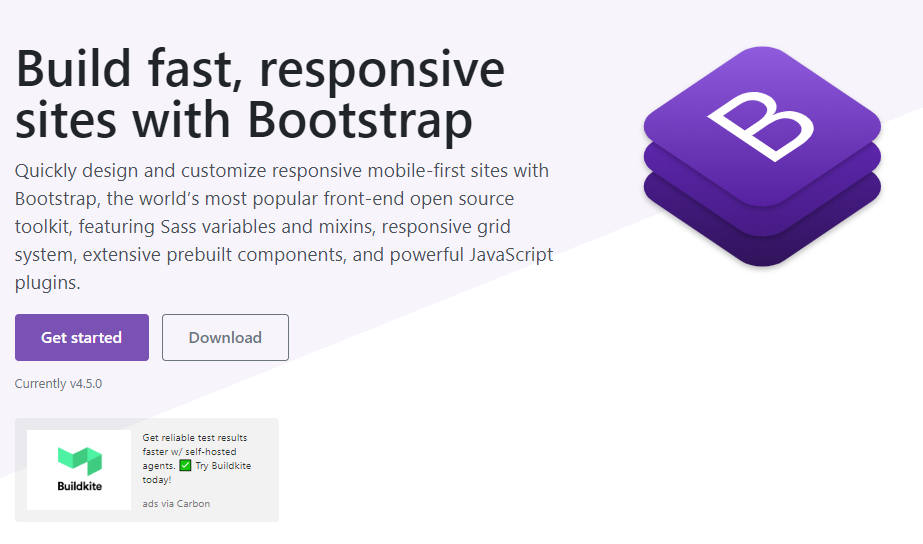 Build fast, responsive
sites with Bootstrap
B
Quickly design and customize responsive mobile-first sites with
Bootstrap, the world’s most popular front-end open source
toolkit, featuring Sass variables and mixins, responsive grid
system, extensive prebuilt components, and powerful JavaScript
plugins.
Get started
Download
Currently v4.5.0
Buildkite
Get reliable test results
faster w/ self-hosted
agents. ✅ Try Buildkite
today!
ads via Carbon